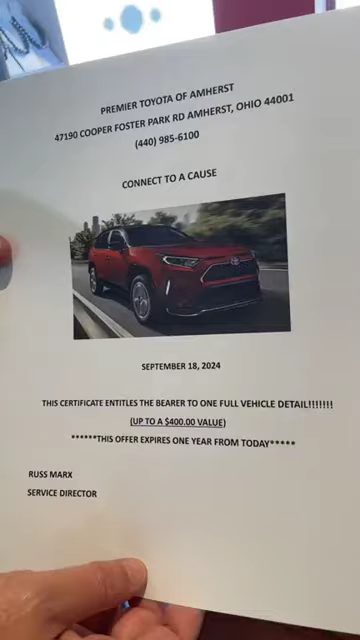 PREMIER TOYOTA OF AMHERST
47190 COOPER FOSTER PARK RD AMHERST, OHIO 44001
(440) 985-6100
CONNECT TO A CAUSE
SEPTEMBER 18, 2024
THIS CERTIFICATE ENTITLES THE BEARER TO ONE FULL VEHICLE DETAIL!!!!!!!
(UP TO A $400.00 VALUE)
******THIS OFFER EXPIRES ONE YEAR FROM TODAY*****
RUSS MARX
SERVICE DIRECTOR